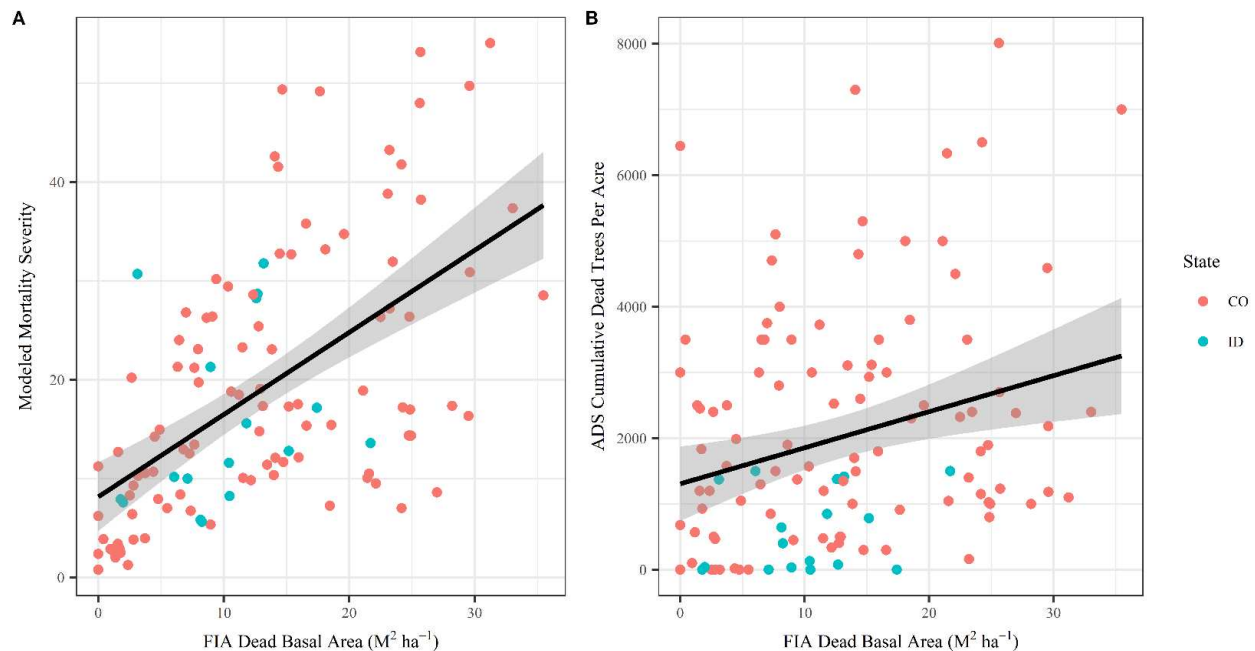 A
Modeled Mortality Severity
40
20
0
0
10
20
30
FIA Dead Basal Area (M² ha⁻¹)
B
ADS Cumulative Dead Trees Per Acre
8000
6000
4000
2000
0
0
10
20
30
FIA Dead Basal Area (M² ha⁻¹)
State
CO
ID